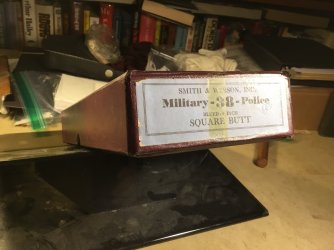 SMITH & WESSON, INC.
Military - 38 - Police
SQUARE BUTT